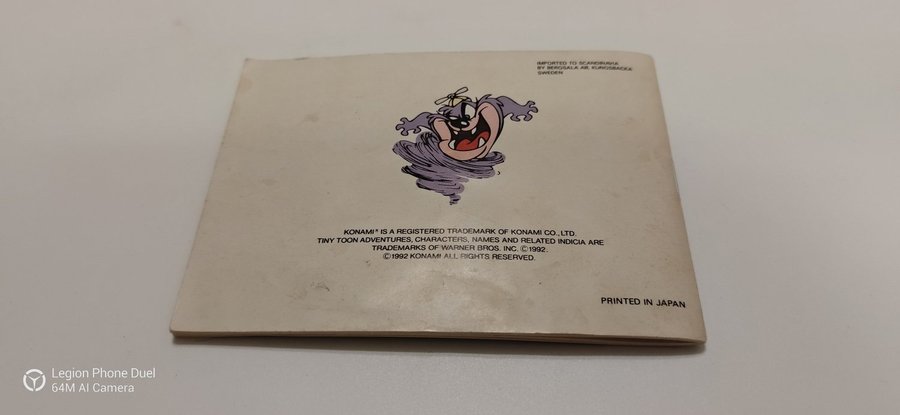 IMPORTED TO SCANDINAVIA
BY BERGSALA AB, KUNGSBACKA
SWEDEN
KONAMI® IS A REGISTERED TRADEMARK OF KONAMI CO., LTD.
TINY TOON ADVENTURES, CHARACTERS, NAMES AND RELATED INDICIA ARE
TRADEMARKS OF WARNER BROS. INC. ©1992.
©1992 KONAMI ALL RIGHTS RESERVED.
PRINTED IN JAPAN
Legion Phone Duel
64M AI Camera